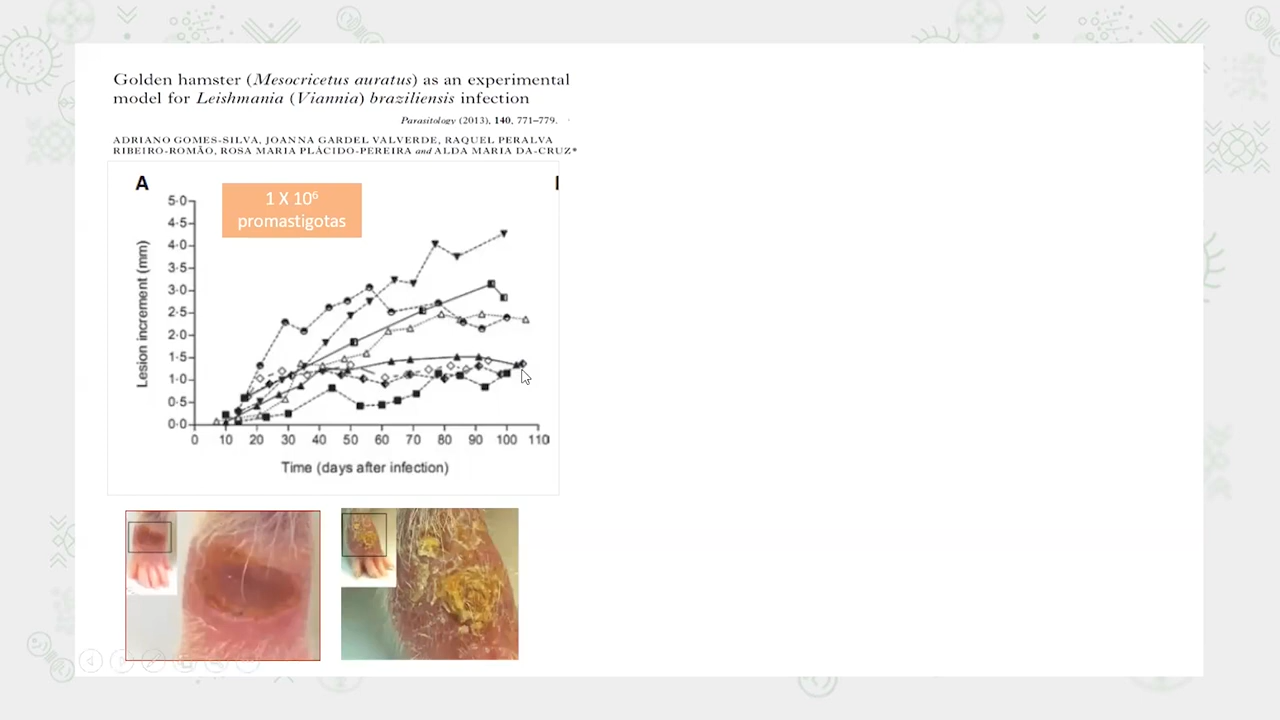 Golden hamster (Mesocricetus auratus) as an experimental
model for Leishmania (Viannia) braziliensis infection
Parasitology (2013), 140, 771–779.
ADRIANO GOMES-SILVA, JOANNA GARDEL VALVERDE, RAQUEL PERALVA
RIBEIRO-ROMÃO, ROSA MARIA PLÁCIDO-PEREIRA and ALDA MARIA DA-CRUZ*
A
1 X 10⁶
promastigotas
5·0
4·5
4·0
3·5
3·0
2·5
2·0
1·5
1·0
0·5
0·0
Lesion increment (mm)
0 10 20 30 40 50 60 70 80 90 100 110
Time (days after infection)